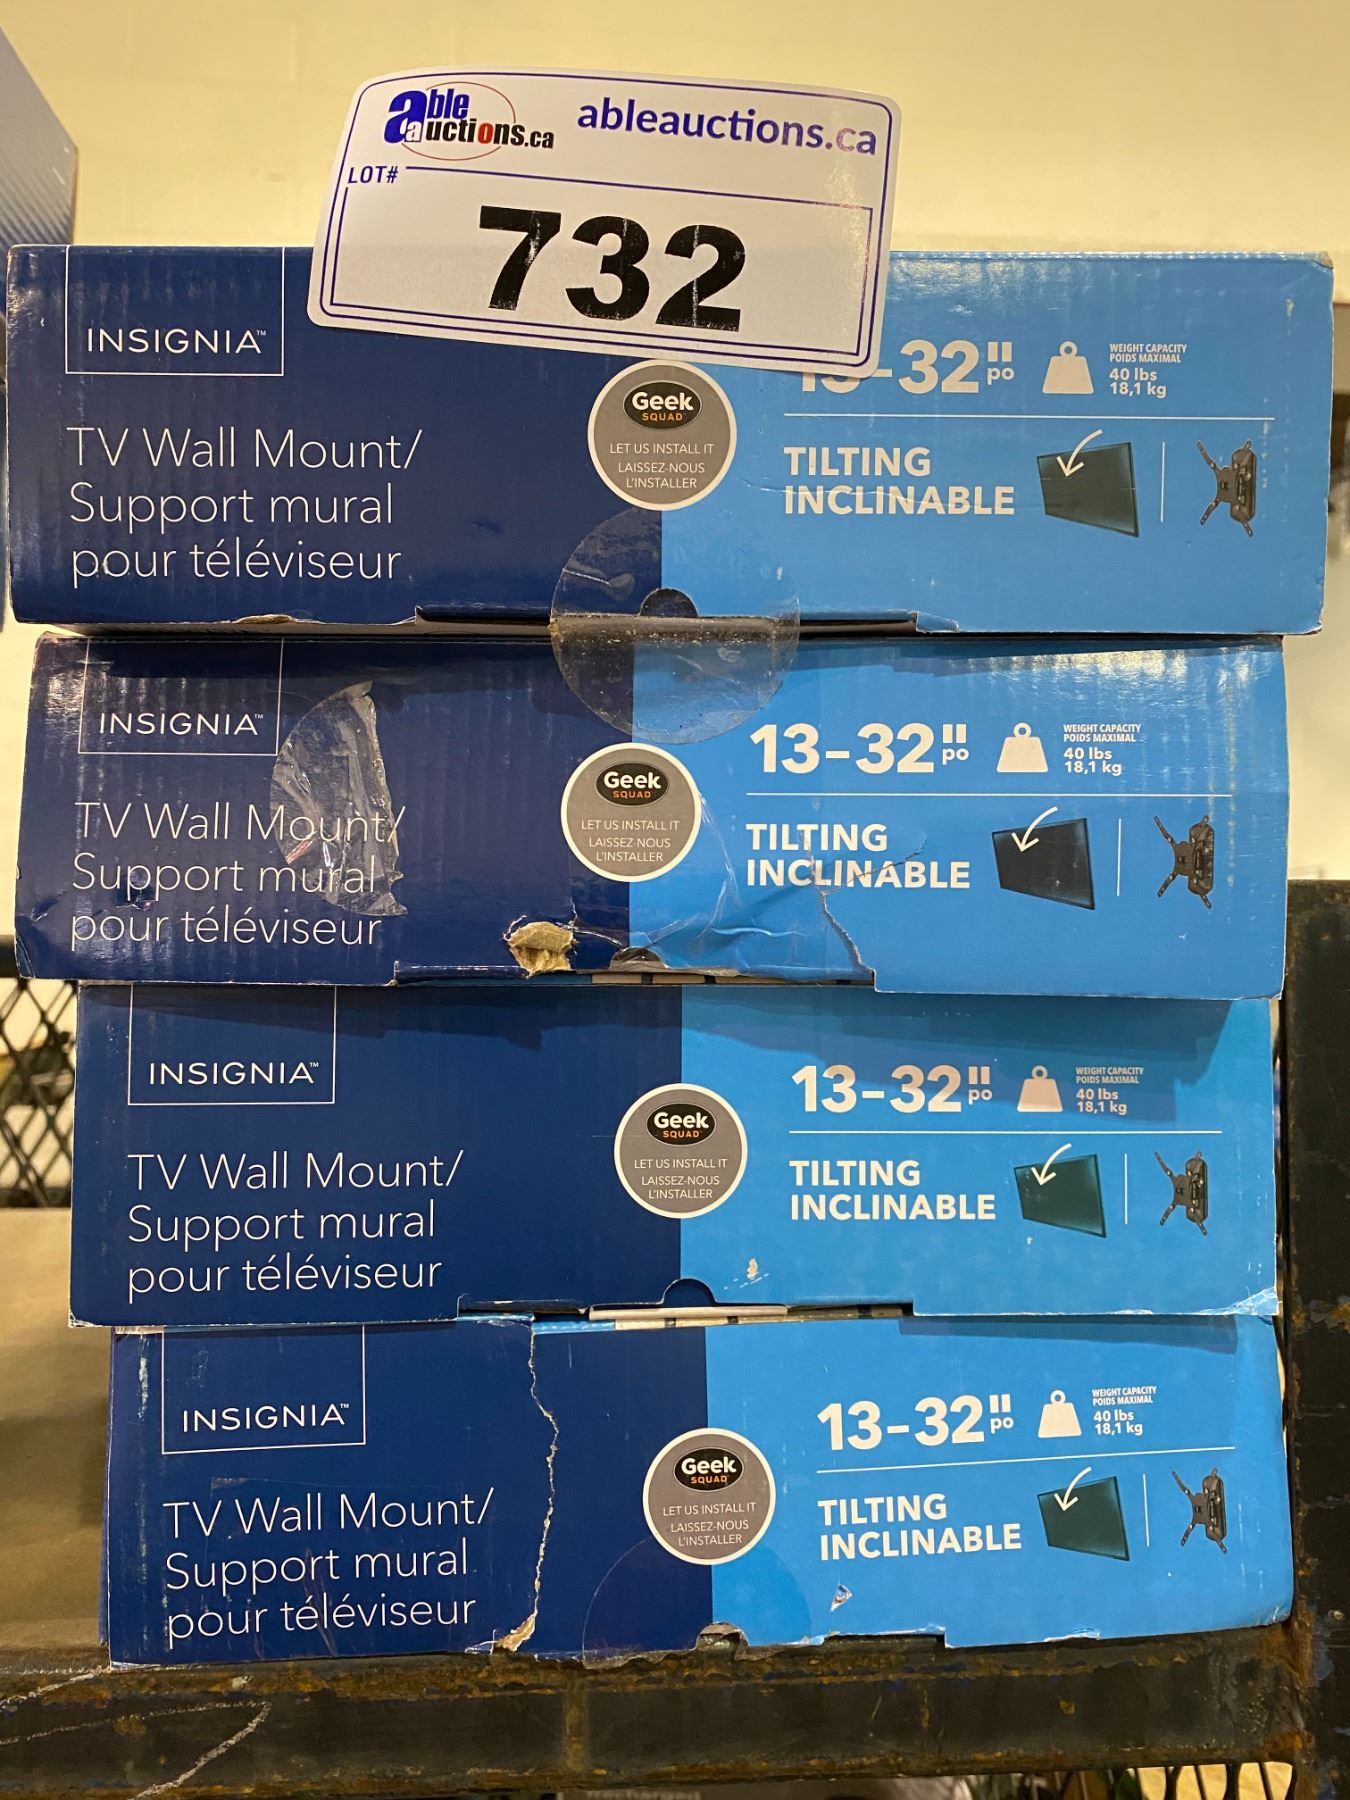 able auctions.ca
ableauctions.ca
LOT#
732
INSIGNIA™
TV Wall Mount/
Support mural
pour téléviseur
Geek
SQUAD
LET US INSTALL IT
LAISSEZ-NOUS
L'INSTALLER
13-32"
po
WEIGHT CAPACITY
POIDS MAXIMAL
40 lbs
18,1 kg
TILTING
INCLINABLE
INSIGNIA™
TV Wall Mount/
Support mural
pour téléviseur
Geek
SQUAD
LET US INSTALL IT
LAISSEZ-NOUS
L'INSTALLER
13-32"
po
WEIGHT CAPACITY
POIDS MAXIMAL
40 lbs
18,1 kg
TILTING
INCLINABLE
INSIGNIA™
TV Wall Mount/
Support mural
pour téléviseur
Geek
SQUAD
LET US INSTALL IT
LAISSEZ-NOUS
L'INSTALLER
13-32"
po
WEIGHT CAPACITY
POIDS MAXIMAL
40 lbs
18,1 kg
TILTING
INCLINABLE
INSIGNIA™
TV Wall Mount/
Support mural
pour téléviseur
Geek
SQUAD
LET US INSTALL IT
LAISSEZ-NOUS
L'INSTALLER
13-32"
po
WEIGHT CAPACITY
POIDS MAXIMAL
40 lbs
18,1 kg
TILTING
INCLINABLE